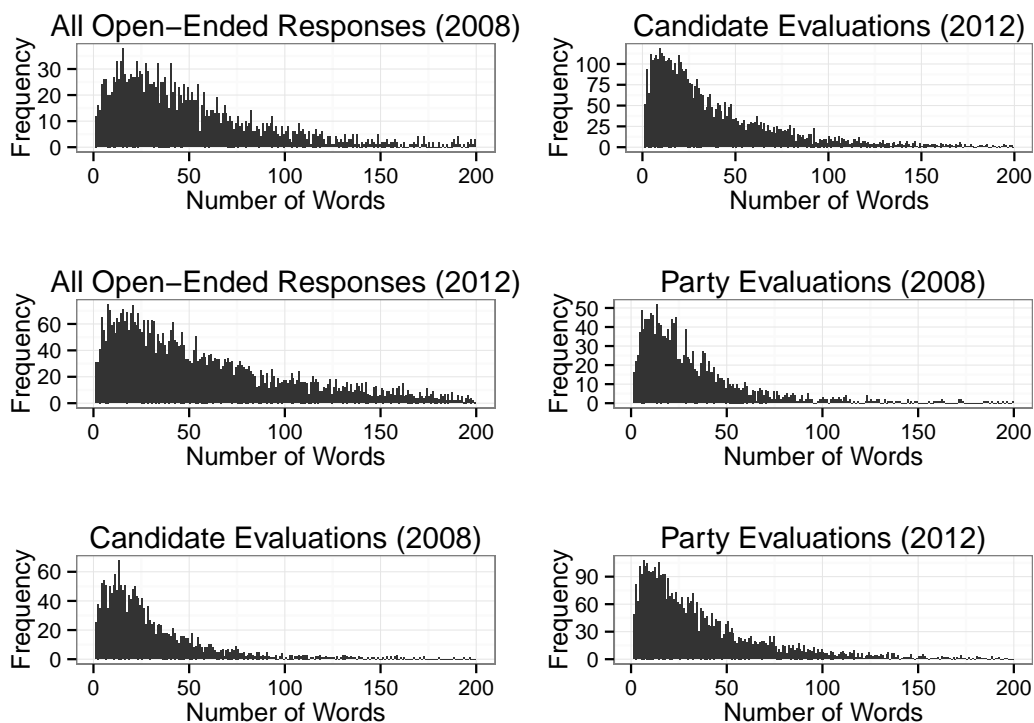 All Open−Ended Responses (2008)
Frequency
30
20
10
0
0 50 100 150 200
Number of Words
Candidate Evaluations (2012)
Frequency
100
75
50
25
0
0 50 100 150 200
Number of Words
All Open−Ended Responses (2012)
Frequency
60
40
20
0
0 50 100 150 200
Number of Words
Party Evaluations (2008)
Frequency
50
40
30
20
10
0
0 50 100 150 200
Number of Words
Candidate Evaluations (2008)
Frequency
60
40
20
0
0 50 100 150 200
Number of Words
Party Evaluations (2012)
Frequency
90
60
30
0
0 50 100 150 200
Number of Words